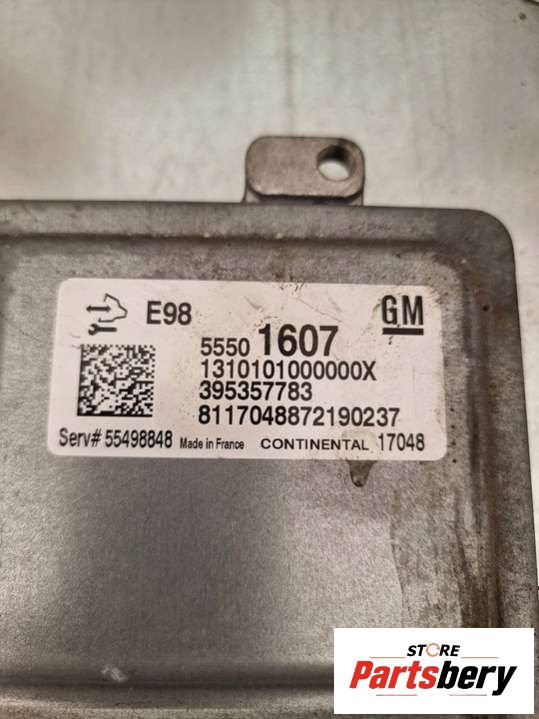 E98
GM
5550 1607
1310101000000X
395357783
8117048872190237
Serv# 55498848 Made in France CONTINENTAL 17048
STORE
Partsbery